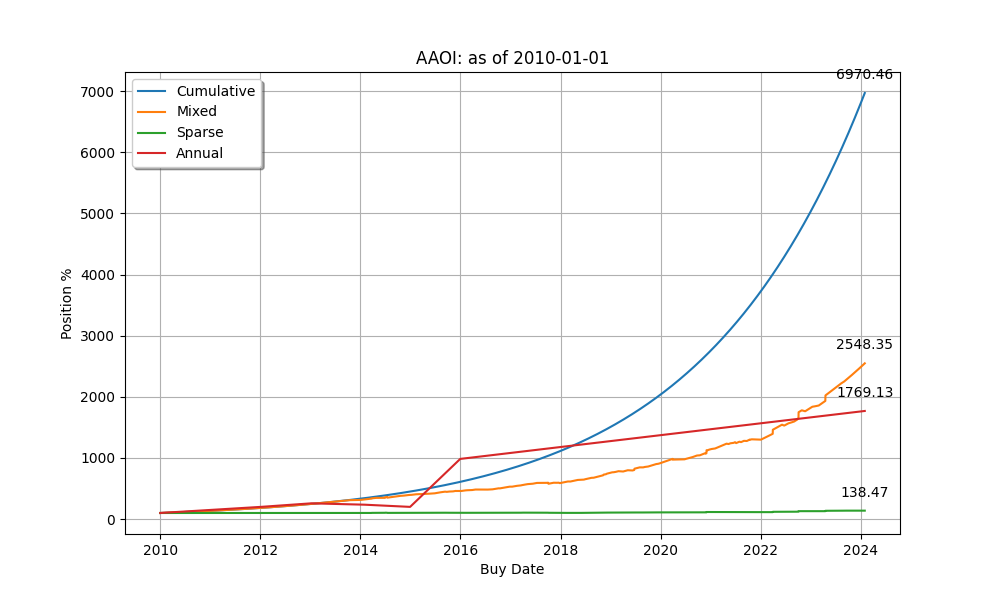 AAOI: as of 2010-01-01
6970.46
Cumulative
Mixed
Sparse
Annual
7000
6000
5000
4000
3000
2000
1000
0
2548.35
1769.13
138.47
Position %
2010 2012 2014 2016 2018 2020 2022 2024
Buy Date